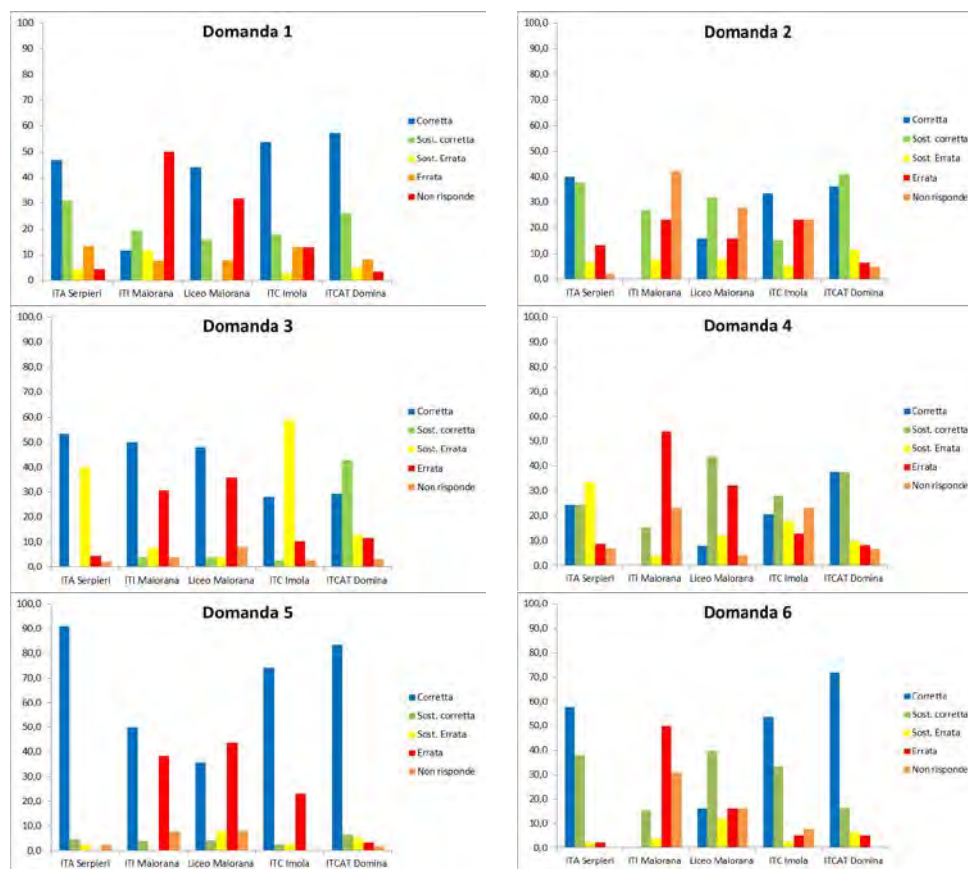 Domanda 1
100
90
80
70
60
50
40
30
20
10
0
ITA Serpieri ITI Maiorana Liceo Maiorana ITC Imola ITCAT Domina
Corretta
Sost. corretta
Sost. Errata
Errata
Non risponde
Domanda 2
100,0
90,0
80,0
70,0
60,0
50,0
40,0
30,0
20,0
10,0
0,0
ITA Serpieri ITI Maiorana Liceo Maiorana ITC Imola ITCAT Domina
Corretta
Sost. corretta
Sost. Errata
Errata
Non risponde
Domanda 3
100,0
90,0
80,0
70,0
60,0
50,0
40,0
30,0
20,0
10,0
0,0
ITA Serpieri ITI Maiorana Liceo Maiorana ITC Imola ITCAT Domina
Corretta
Sost. corretta
Sost. Errata
Errata
Non risponde
Domanda 4
100,0
90,0
80,0
70,0
60,0
50,0
40,0
30,0
20,0
10,0
0,0
ITA Serpieri ITI Maiorana Liceo Maiorana ITC Imola ITCAT Domina
Corretta
Sost. corretta
Sost. Errata
Errata
Non risponde
Domanda 5
100,0
90,0
80,0
70,0
60,0
50,0
40,0
30,0
20,0
10,0
0,0
ITA Serpieri ITI Maiorana Liceo Maiorana ITC Imola ITCAT Domina
Corretta
Sost. corretta
Sost. Errata
Errata
Non risponde
Domanda 6
100,0
90,0
80,0
70,0
60,0
50,0
40,0
30,0
20,0
10,0
0,0
ITA Serpieri ITI Maiorana Liceo Maiorana ITC Imola ITCAT Domina
Corretta
Sost. corretta
Sost. Errata
Errata
Non risponde